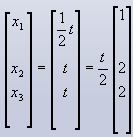 [x₁ x₂ x₃] = [1/2 t t t] = t/2 [1 2 2]